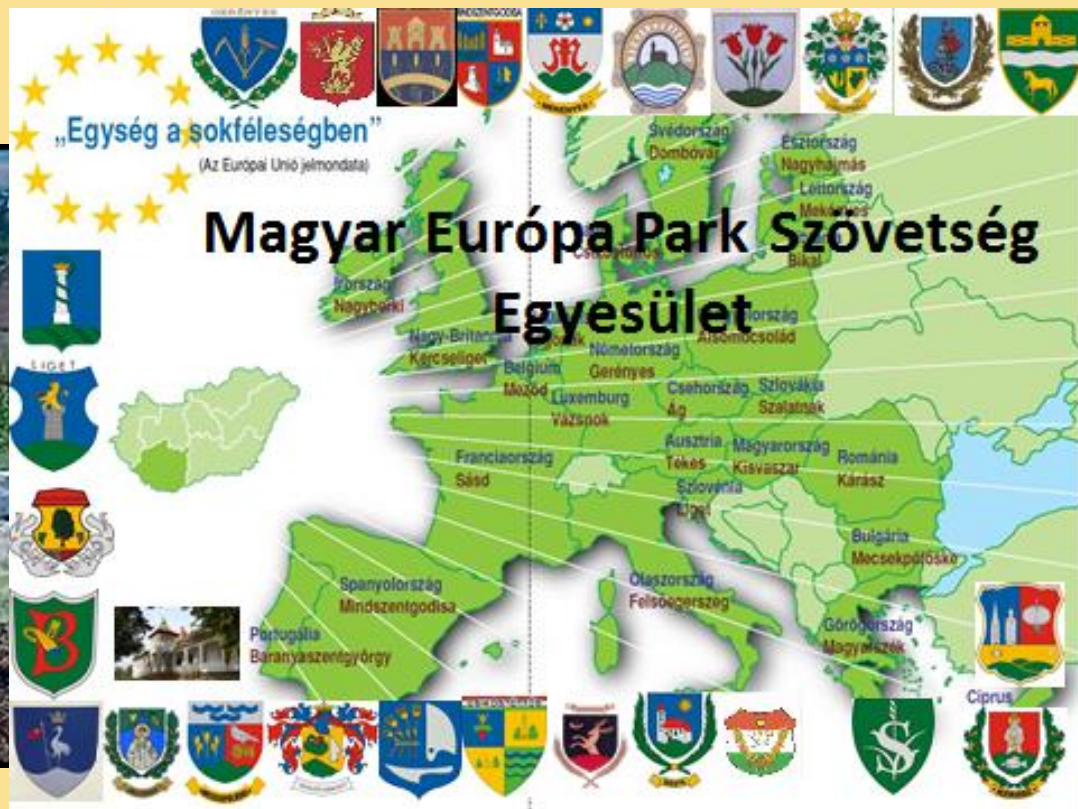 „Egység a sokféleségben”
(Az Európai Unió jelmondata)
Magyar Európa Park Szövetség
Egyesület
Svédország
Dombóvár
Észtország
Nagyhajmás
Lettország
Mekényes
Bikal
Írország
Nagyberki
Nagy-Britannia
Kercseliget
Alsómocsolád
Németország
Gerényes
Belgium
Meződ
Luxemburg
Vázsnok
Csehország
Ág
Szlovákia
Szalatnak
Franciaország
Sásd
Ausztria
Tékes
Magyarország
Kisvaszar
Románia
Kárász
Szlovénia
Liget
Bulgária
Mecsekpölöske
Spanyolország
Mindszentgodisa
Olaszország
Felsőegerszeg
Portugália
Baranyaszentgyörgy
Görögország
Magyarszék
Ciprus
LIGET
B